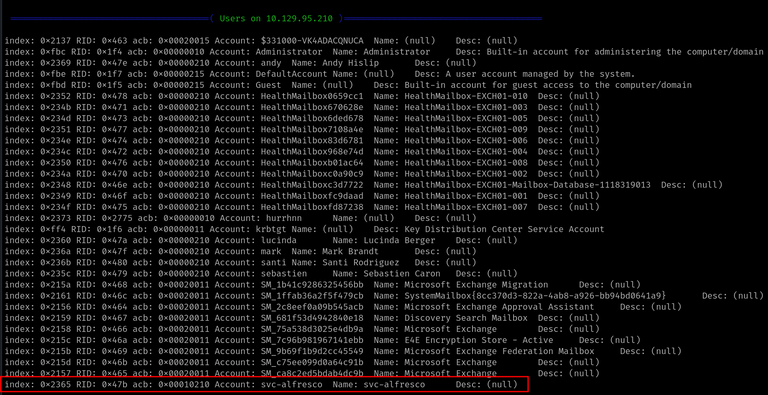 ( Users on 10.129.95.210 )
index: 0×2137 RID: 0×463 acb: 0×00020015 Account: $331000-VK4ADACQNUCA Name: (null) Desc: (null)
index: 0×fbc RID: 0×1f4 acb: 0×00000010 Account: Administrator Name: Administrator Desc: Built-in account for administering the computer/domain
index: 0×2369 RID: 0×47e acb: 0×00000210 Account: andy Name: Andy Hislip Desc: (null)
index: 0×fbe RID: 0×1f7 acb: 0×00000215 Account: DefaultAccount Name: (null) Desc: A user account managed by the system.
index: 0×fbd RID: 0×1f5 acb: 0×00000215 Account: Guest Name: (null) Desc: Built-in account for guest access to the computer/domain
index: 0×2352 RID: 0×478 acb: 0×00000210 Account: HealthMailbox0659cc1 Name: HealthMailbox-EXCH01-010 Desc: (null)
index: 0×234b RID: 0×471 acb: 0×00000210 Account: HealthMailbox670628e Name: HealthMailbox-EXCH01-003 Desc: (null)
index: 0×234d RID: 0×473 acb: 0×00000210 Account: HealthMailbox6ded678 Name: HealthMailbox-EXCH01-005 Desc: (null)
index: 0×2351 RID: 0×477 acb: 0×00000210 Account: HealthMailbox7108a4e Name: HealthMailbox-EXCH01-009 Desc: (null)
index: 0×234e RID: 0×474 acb: 0×00000210 Account: HealthMailbox83d6781 Name: HealthMailbox-EXCH01-006 Desc: (null)
index: 0×234c RID: 0×472 acb: 0×00000210 Account: HealthMailbox968e74d Name: HealthMailbox-EXCH01-004 Desc: (null)
index: 0×2350 RID: 0×476 acb: 0×00000210 Account: HealthMailboxb01ac64 Name: HealthMailbox-EXCH01-008 Desc: (null)
index: 0×234a RID: 0×470 acb: 0×00000210 Account: HealthMailboxc0a90c9 Name: HealthMailbox-EXCH01-002 Desc: (null)
index: 0×2348 RID: 0×46e acb: 0×00000210 Account: HealthMailboxc3d7722 Name: HealthMailbox-EXCH01-Mailbox-Database-1118319013 Desc: (null)
index: 0×2349 RID: 0×46f acb: 0×00000210 Account: HealthMailboxfc9daad Name: HealthMailbox-EXCH01-001 Desc: (null)
index: 0×234f RID: 0×475 acb: 0×00000210 Account: HealthMailboxfd87238 Name: HealthMailbox-EXCH01-007 Desc: (null)
index: 0×2373 RID: 0×2775 acb: 0×00000010 Account: hurrhnn Name: (null) Desc: (null)
index: 0×ff4 RID: 0×1f6 acb: 0×00000011 Account: krbtgt Name: (null) Desc: Key Distribution Center Service Account
index: 0×2360 RID: 0×47a acb: 0×00000210 Account: lucinda Name: Lucinda Berger Desc: (null)
index: 0×236a RID: 0×47f acb: 0×00000210 Account: mark Name: Mark Brandt Desc: (null)
index: 0×236b RID: 0×480 acb: 0×00000210 Account: santi Name: Santi Rodriguez Desc: (null)
index: 0×235c RID: 0×479 acb: 0×00000210 Account: sebastien Name: Sebastien Caron Desc: (null)
index: 0×215a RID: 0×468 acb: 0×00020011 Account: SM_1b41c9286325456bb Name: Microsoft Exchange Migration Desc: (null)
index: 0×2161 RID: 0×46c acb: 0×00020011 Account: SM_1ffab36a2f5f479cb Name: SystemMailbox{8cc370d3-822a-4ab8-a926-bb94bd0641a9} Desc: (null)
index: 0×2156 RID: 0×464 acb: 0×00020011 Account: SM_2c8eef0a09b545acb Name: Microsoft Exchange Approval Assistant Desc: (null)
index: 0×2159 RID: 0×467 acb: 0×00020011 Account: SM_681f53d4942840e18 Name: Discovery Search Mailbox Desc: (null)
index: 0×2158 RID: 0×466 acb: 0×00020011 Account: SM_75a538d3025e4db9a Name: Microsoft Exchange Desc: (null)
index: 0×215c RID: 0×46a acb: 0×00020011 Account: SM_7c96b981967141ebb Name: E4E Encryption Store - Active Desc: (null)
index: 0×215b RID: 0×469 acb: 0×00020011 Account: SM_9b69f1b9d2cc45549 Name: Microsoft Exchange Federation Mailbox Desc: (null)
index: 0×215d RID: 0×46b acb: 0×00020011 Account: SM_c75ee099d0a64c91b Name: Microsoft Exchange Desc: (null)
index: 0×2157 RID: 0×465 acb: 0×00020011 Account: SM_ca8c2ed5bdab4dc9b Name: Microsoft Exchange Desc: (null)
index: 0×2365 RID: 0×47b acb: 0×00010210 Account: svc-alfresco Name: svc-alfresco Desc: (null)